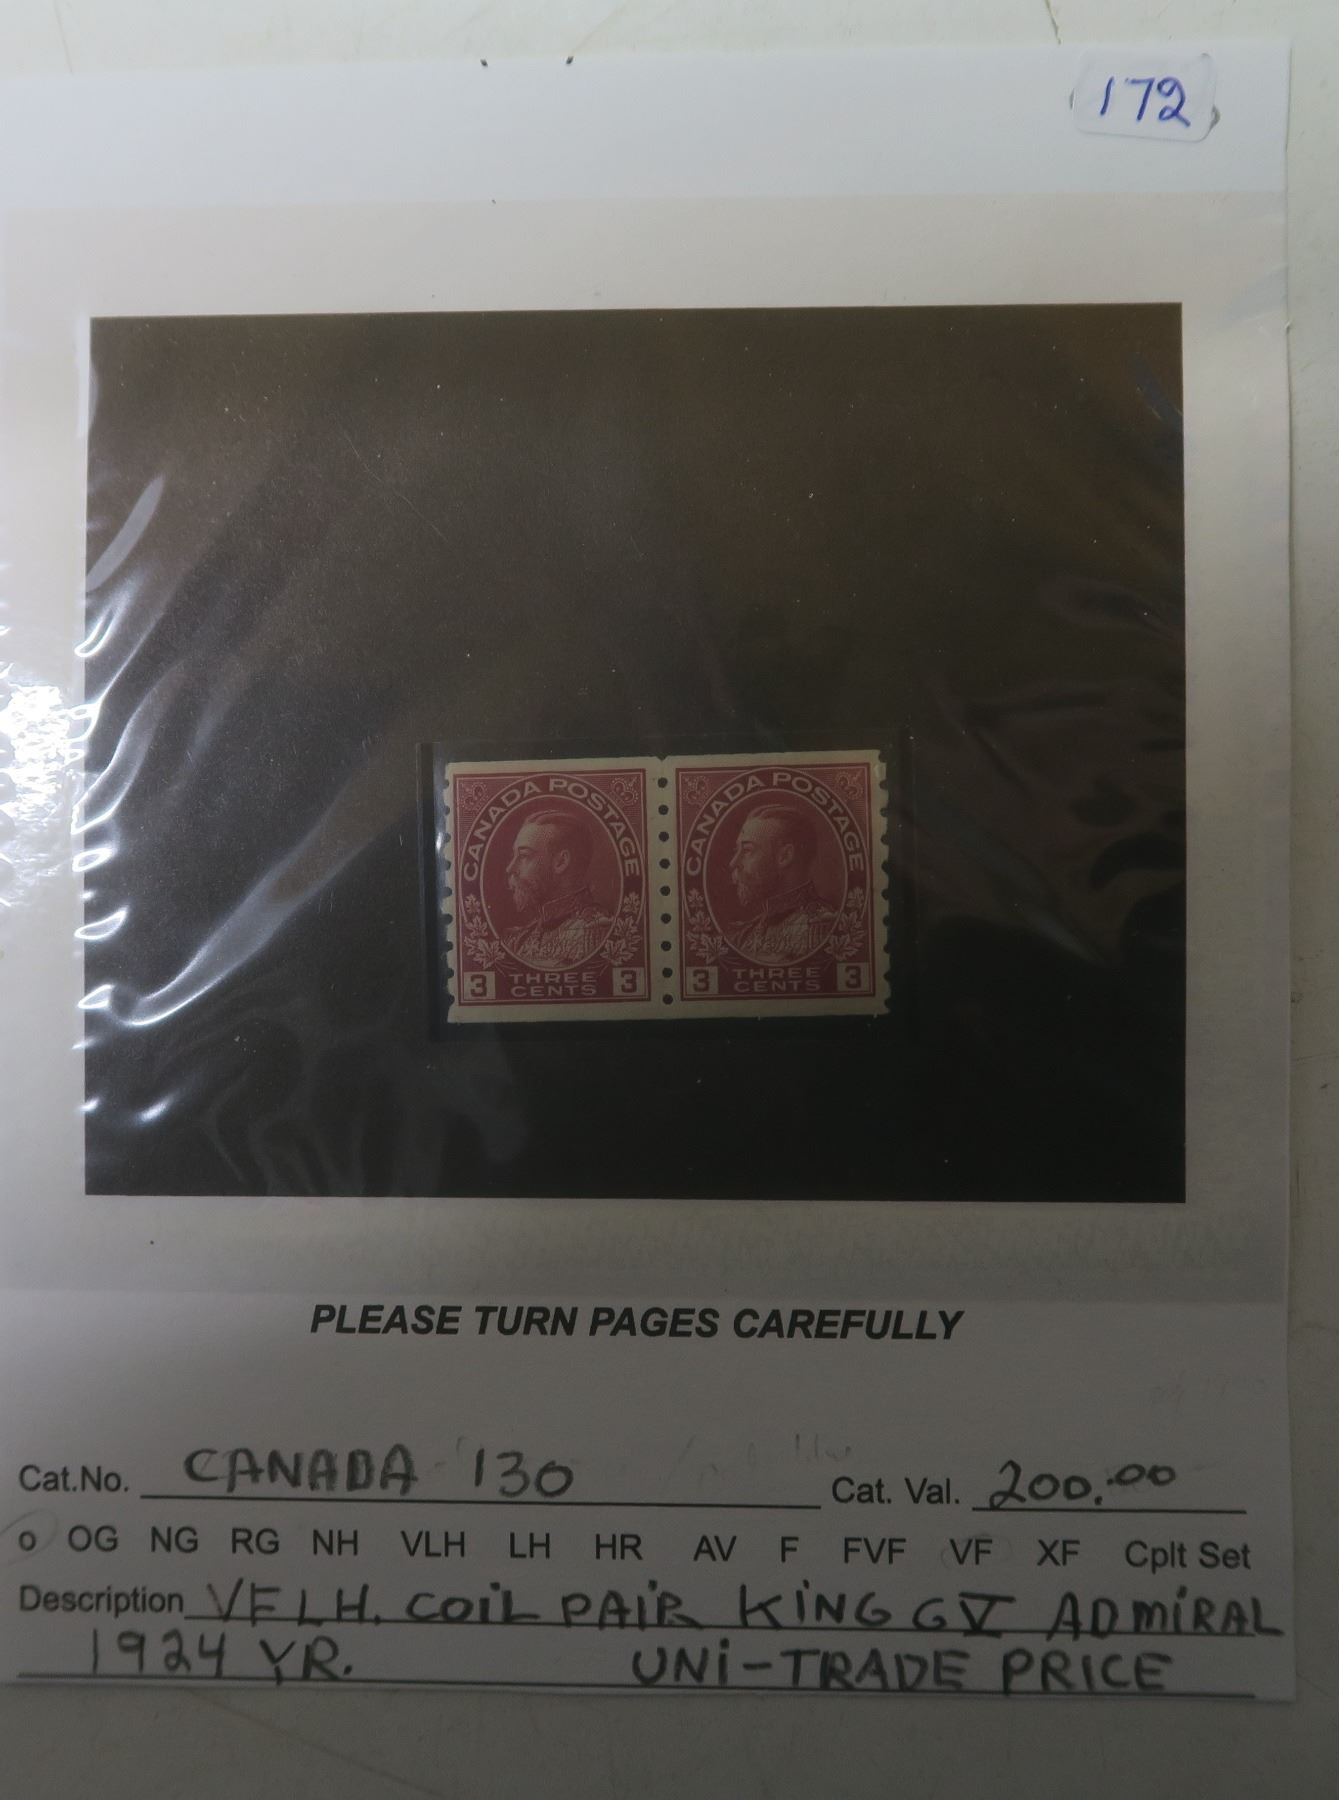 172
CANADA POSTAGE CANADA POSTAGE
3 THREE CENTS 3 3 THREE CENTS 3
PLEASE TURN PAGES CAREFULLY
Cat.No. CANADA 130 Cat. Val. 200.00
o OG NG RG NH VLH LH HR AV F FVF VF XF Cplt Set
Description VF LH. COIL PAIR KING G V ADMIRAL
1924 YR. UNI-TRADE PRICE